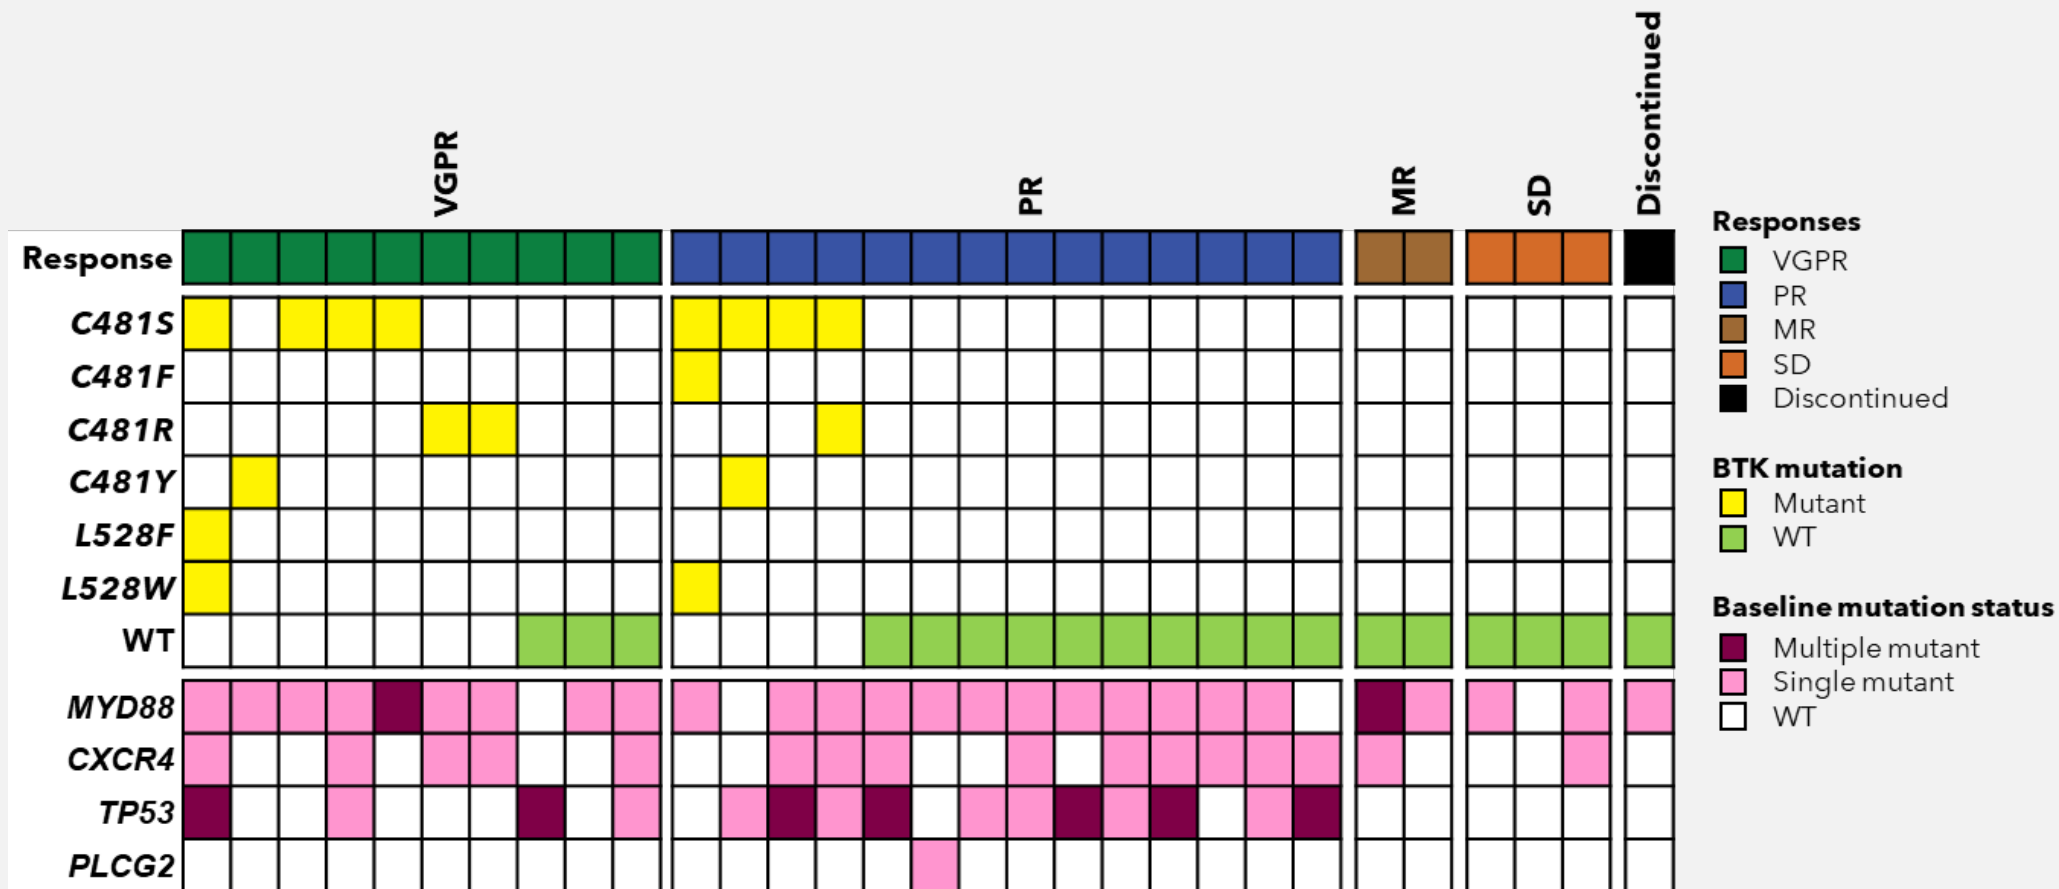 VGPR
PR
MR
SD
Discontinued
Response
C481S
C481F
C481R
C481Y
L528F
L528W
WT
MYD88
CXCR4
TP53
PLCG2
Responses
VGPR
PR
MR
SD
Discontinued
BTK mutation
Mutant
WT
Baseline mutation status
Multiple mutant
Single mutant
WT